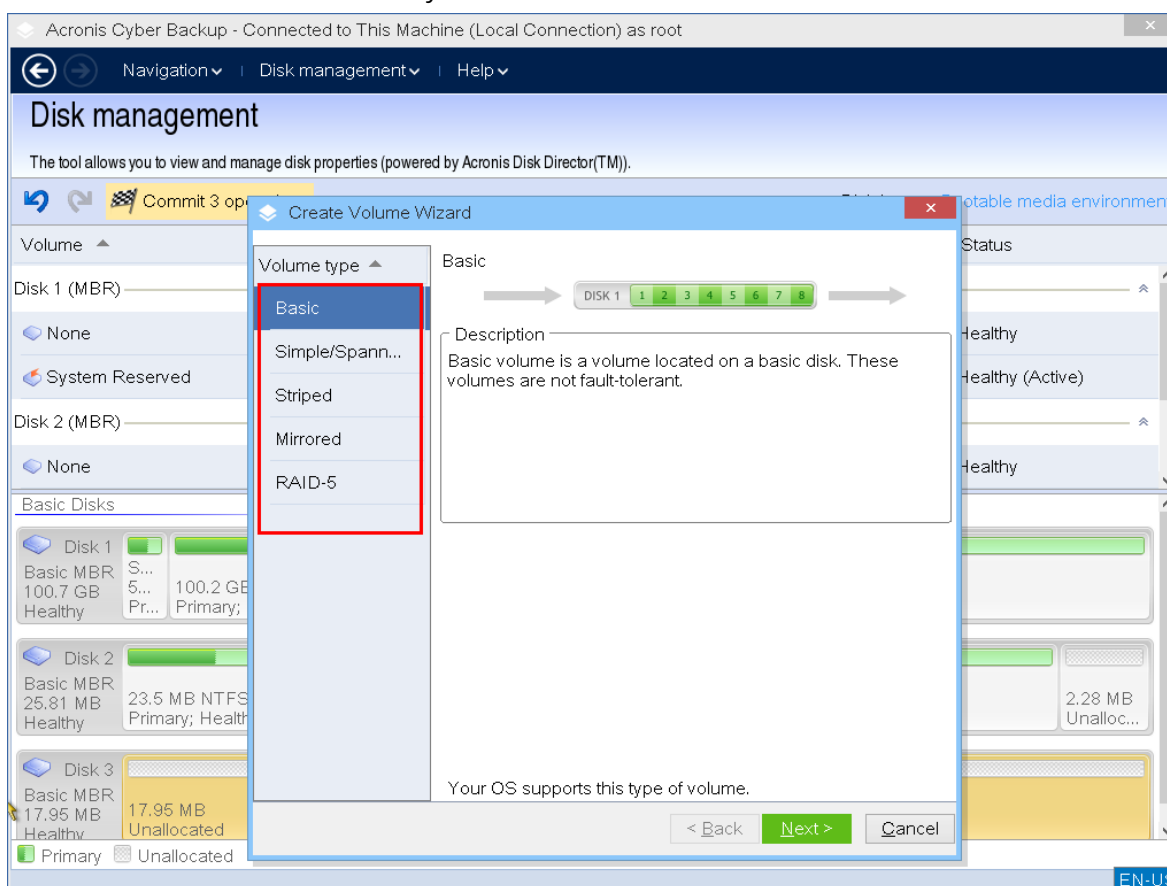 Acronis Cyber Backup - Connected to This Machine (Local Connection) as root
Navigation Disk management Help
Disk management
The tool allows you to view and manage disk properties (powered by Acronis Disk Director(TM)).
Commit 3 op
otable media environmen
Volume
Status
Disk 1 (MBR)
None
Healthy
System Reserved
Healthy (Active)
Disk 2 (MBR)
None
Healthy
Create Volume Wizard
Volume type
Basic
Simple/Spann...
Striped
Mirrored
RAID-5
Basic
DISK 1 1 2 3 4 5 6 7 8
Description
Basic volume is a volume located on a basic disk. These
volumes are not fault-tolerant.
Your OS supports this type of volume.
< Back Next > Cancel
Basic Disks
Disk 1
Basic MBR
100.7 GB
Healthy
S...
5...
Pr...
100.2 GB
Primary;
Disk 2
Basic MBR
25.81 MB
Healthy
23.5 MB NTFS
Primary; Health
2.28 MB
Unalloc...
Disk 3
Basic MBR
17.95 MB
Healthy
17.95 MB
Unallocated
Primary Unallocated
EN-US